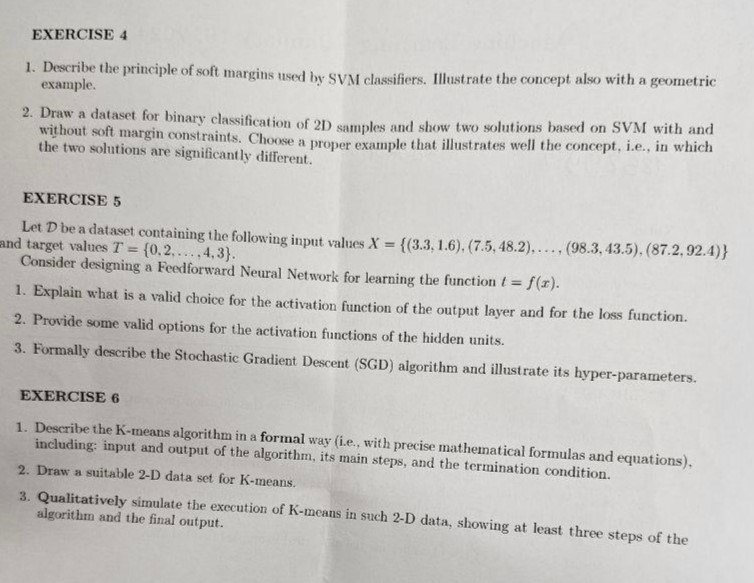 EXERCISE 4
1. Describe the principle of soft margins used by SVM classifiers. Illustrate the concept also with a geometric
example.
2. Draw a dataset for binary classification of 2D samples and show two solutions based on SVM with and
without soft margin constraints. Choose a proper example that illustrates well the concept, i.e., in which
the two solutions are significantly different.
EXERCISE 5
Let D be a dataset containing the following input values X = {(3.3, 1.6), (7.5, 48.2), . . . , (98.3, 43.5), (87.2, 92.4)}
and target values T = {0, 2, . . . , 4, 3}.
Consider designing a Feedforward Neural Network for learning the function t = f(x).
1. Explain what is a valid choice for the activation function of the output layer and for the loss function.
2. Provide some valid options for the activation functions of the hidden units.
3. Formally describe the Stochastic Gradient Descent (SGD) algorithm and illustrate its hyper-parameters.
EXERCISE 6
1. Describe the K-means algorithm in a formal way (i.e., with precise mathematical formulas and equations),
including: input and output of the algorithm, its main steps, and the termination condition.
2. Draw a suitable 2-D data set for K-means.
3. Qualitatively simulate the execution of K-means in such 2-D data, showing at least three steps of the
algorithm and the final output.